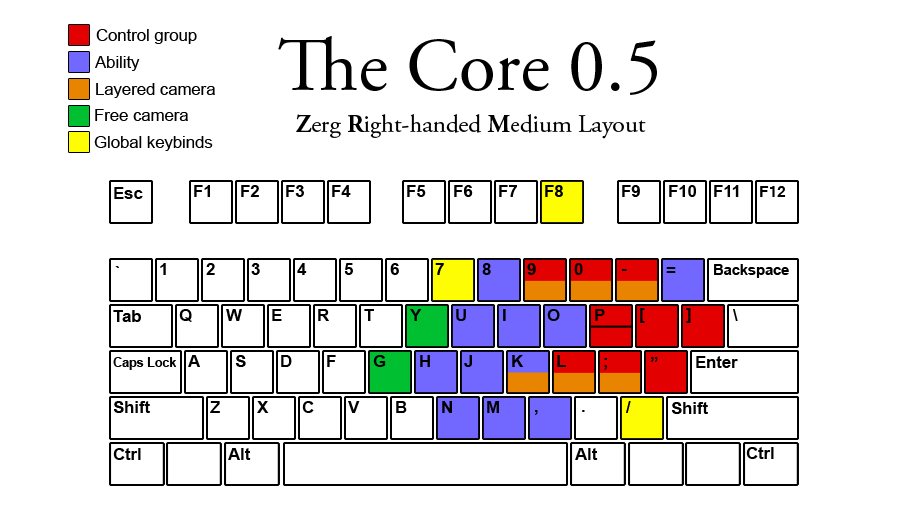 Control group
Ability
Layered camera
Free camera
Global keybinds
The Core 0.5
Zerg Right-handed Medium Layout
Esc F1 F2 F3 F4 F5 F6 F7 F8 F9 F10 F11 F12
` 1 2 3 4 5 6 7 8 9 0 - = Backspace
Tab Q W E R T Y U I O P [ ] \
Caps Lock A S D F G H J K L ; " Enter
Shift Z X C V B N M , . / Shift
Ctrl Alt Alt Ctrl